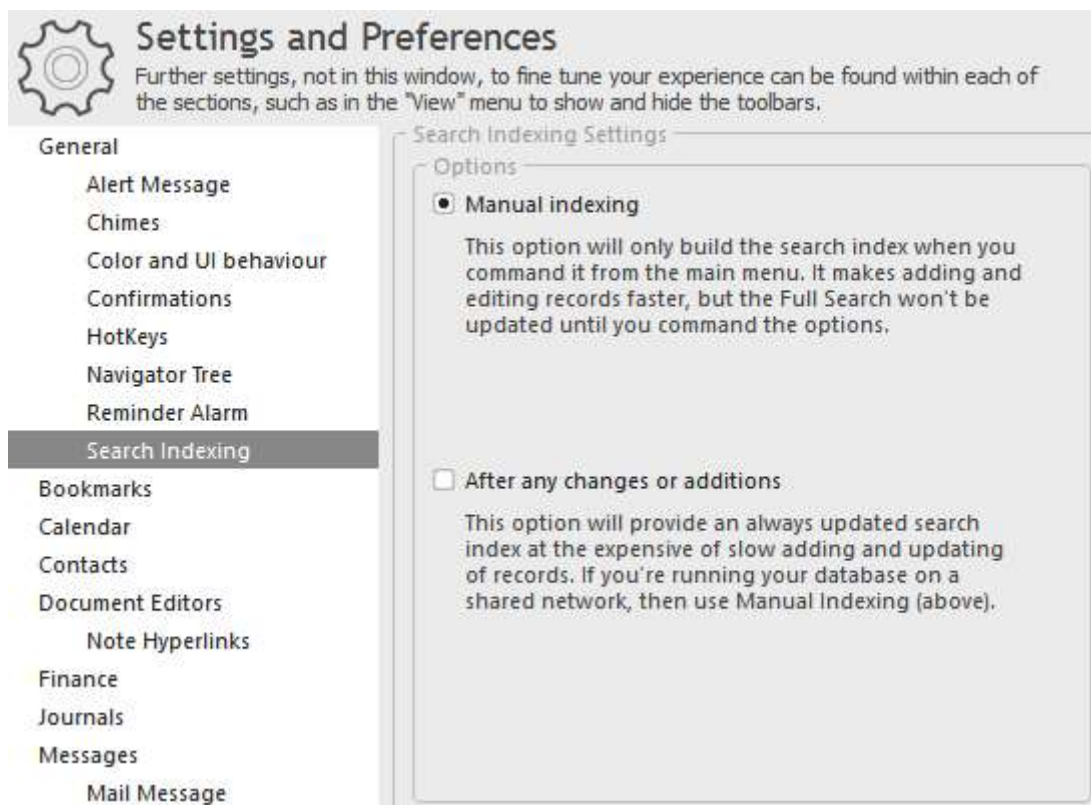 Settings and Preferences
Further settings, not in this window, to fine tune your experience can be found within each of
the sections, such as in the "View" menu to show and hide the toolbars.
General
Alert Message
Chimes
Color and UI behaviour
Confirmations
HotKeys
Navigator Tree
Reminder Alarm
Search Indexing
Bookmarks
Calendar
Contacts
Document Editors
Note Hyperlinks
Finance
Journals
Messages
Mail Message
Search Indexing Settings
Options
Manual indexing
This option will only build the search index when you
command it from the main menu. It makes adding and
editing records faster, but the Full Search won't be
updated until you command the options.
After any changes or additions
This option will provide an always updated search
index at the expensive of slow adding and updating
of records. If you're running your database on a
shared network, then use Manual Indexing (above).